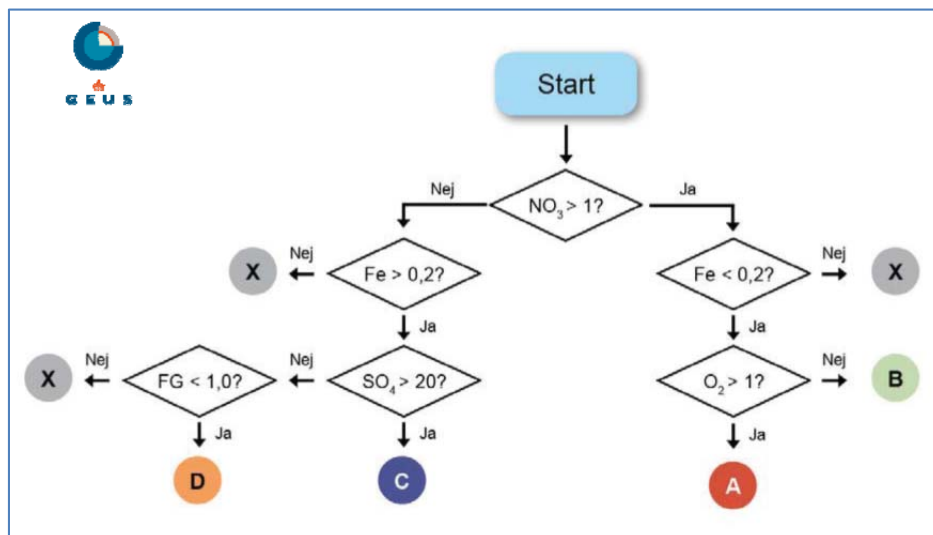 GEUS
Start
Nej
Ja
NO₃ > 1?
X
Nej
Fe > 0,2?
Fe < 0,2?
Nej
X
Ja
Ja
X
Nej
FG < 1,0?
Nej
SO₄ > 20?
O₂ > 1?
Nej
B
Ja
Ja
Ja
D
C
A